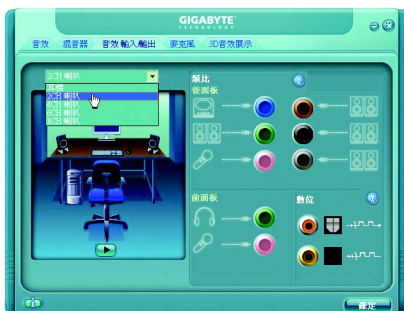 GIGABYTE
TECHNOLOGY
音效 混音器 音效輸入/輸出 麥克風 3D音效展示
2CH 喇叭
耳機
2CH 喇叭
4CH 喇叭
6CH 喇叭
8CH 喇叭
類比
後面板
前面板
數位
確定